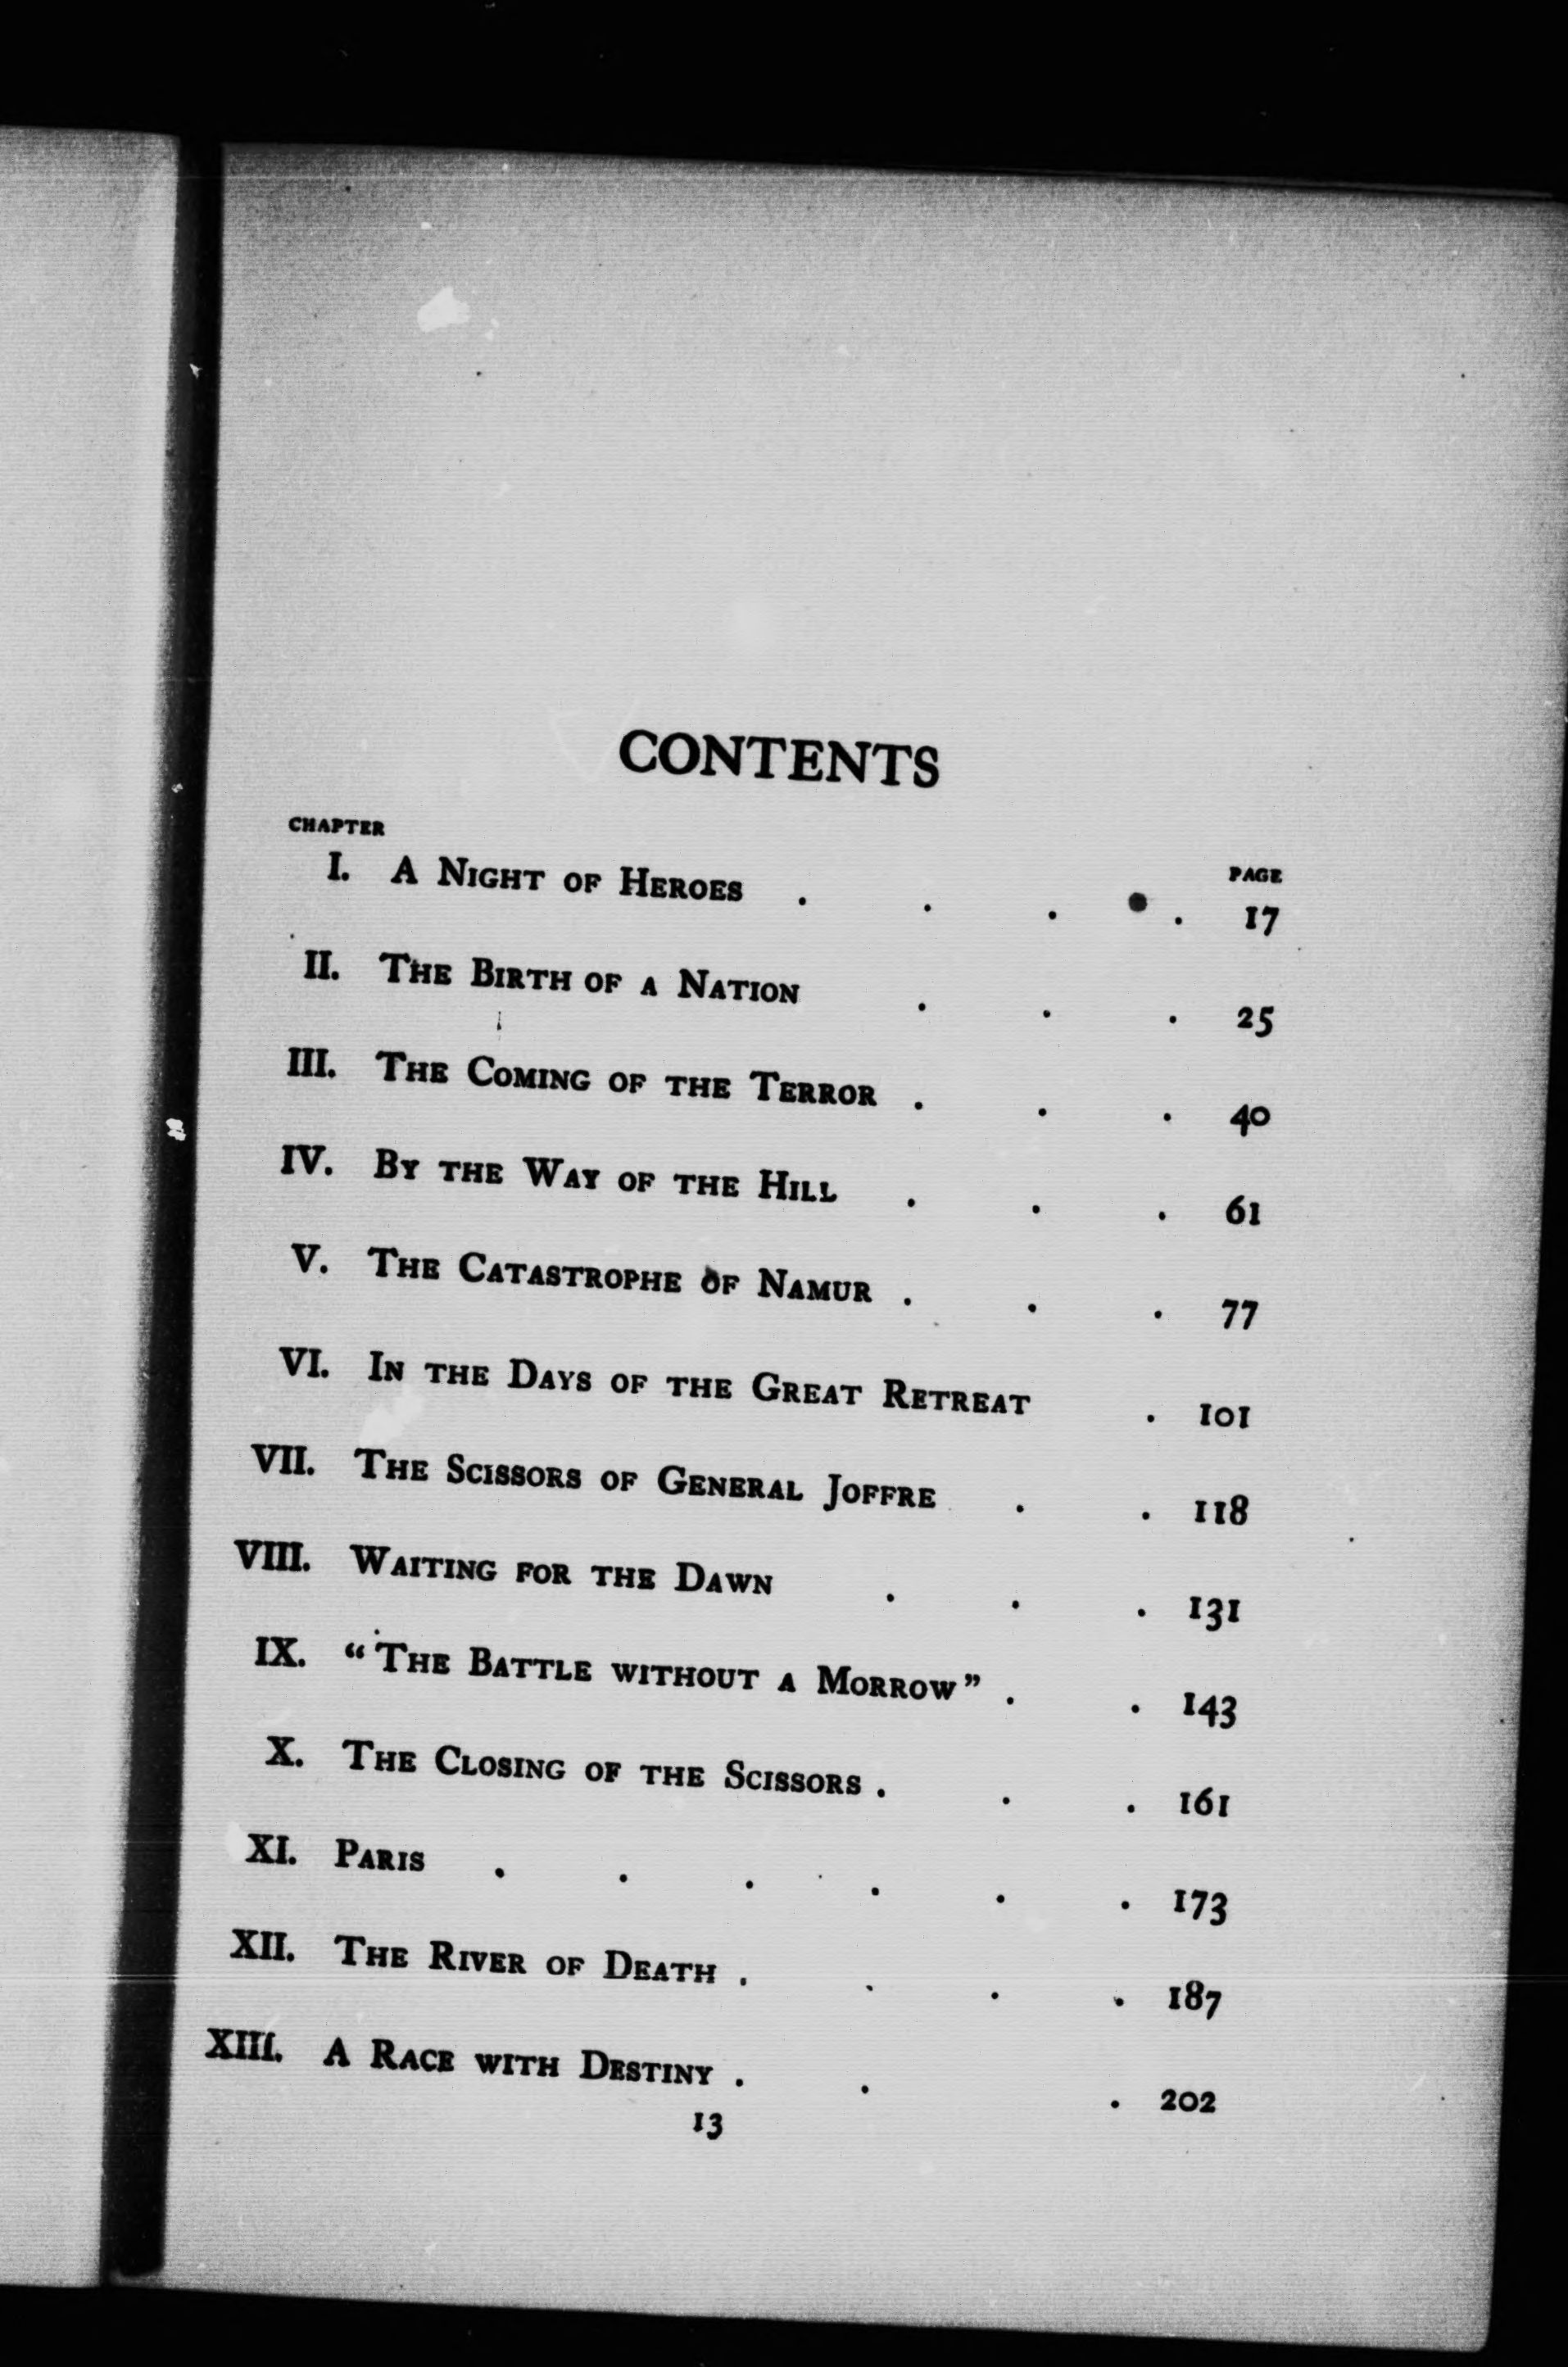 CONTENTS
CHAPTER PAGE
I. A Night of Heroes . . . . 17
II. The Birth of a Nation . . . 25
III. The Coming of the Terror . . . 40
IV. By the Way of the Hill . . . 61
V. The Catastrophe of Namur . . . 77
VI. In the Days of the Great Retreat . 101
VII. The Scissors of General Joffre . . 118
VIII. Waiting for the Dawn . . . 131
IX. “The Battle without a Morrow” . . 143
X. The Closing of the Scissors . . . 161
XI. Paris . . . . . . 173
XII. The River of Death . . . . 187
XIII. A Race with Destiny . . . 202
13